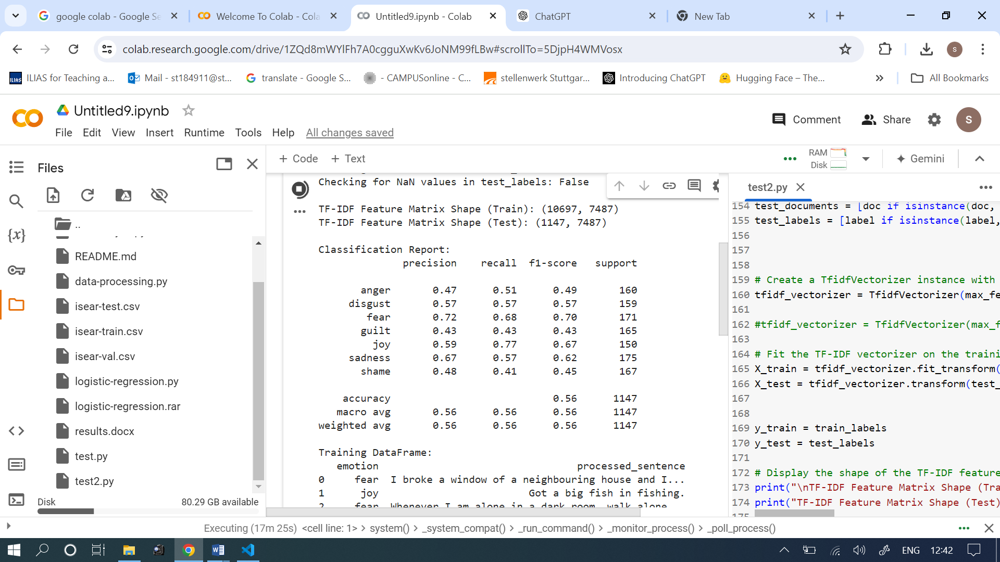 google colab - Google Se
Welcome To Colab - Cola
Untitled9.ipynb - Colab
ChatGPT
New Tab
colab.research.google.com/drive/1ZQd8mWYlFh7A0cgguXwKv6JoNM99fLBw#scrollTo=5DjpH4WMVosx
S
ILIAS for Teaching a...
Mail - st184911@st...
translate - Google S...
- CAMPUSonline - C...
stellenwerk Stuttgar...
Introducing ChatGPT
Hugging Face – The...
All Bookmarks
Untitled9.ipynb
File Edit View Insert Runtime Tools Help All changes saved
Comment
Share
S
Files
+ Code + Text
RAM
Disk
Gemini
..
README.md
data-processing.py
isear-test.csv
isear-train.csv
isear-val.csv
logistic-regression.py
logistic-regression.rar
results.docx
test.py
test2.py
Disk 80.29 GB available
Checking for NaN values in test_labels: False
TF-IDF Feature Matrix Shape (Train): (10697, 7487)
TF-IDF Feature Matrix Shape (Test): (1147, 7487)
Classification Report:
precision recall f1-score support
anger 0.47 0.51 0.49 160
disgust 0.57 0.57 0.57 159
fear 0.72 0.68 0.70 171
guilt 0.43 0.43 0.43 165
joy 0.59 0.77 0.67 150
sadness 0.67 0.57 0.62 175
shame 0.48 0.41 0.45 167
accuracy 0.56 1147
macro avg 0.56 0.56 0.56 1147
weighted avg 0.56 0.56 0.56 1147
Training DataFrame:
emotion processed_sentence
0 fear I broke a window of a neighbouring house and I...
1 joy Got a big fish in fishing.
2 fear Whenever I am alone in a dark room, walk alone
test2.py
154 test_documents = [doc if isinstance(doc,
155 test_labels = [label if isinstance(label,
156
157
158
159 # Create a TfidfVectorizer instance with
160 tfidf_vectorizer = TfidfVectorizer(max_fe
161
162 #tfidf_vectorizer = TfidfVectorizer(max_f
163
164 # Fit the TF-IDF vectorizer on the traini
165 X_train = tfidf_vectorizer.fit_transform(
166 X_test = tfidf_vectorizer.transform(test_
167
168
169 y_train = train_labels
170 y_test = test_labels
171
172 # Display the shape of the TF-IDF feature
173 print("\nTF-IDF Feature Matrix Shape (Tra
174 print("TF-IDF Feature Matrix Shape (Test)
175
Executing (17m 25s) <cell line: 1> > system() > _system_compat() > _run_command() > _monitor_process() > _poll_process()
ENG 12:42